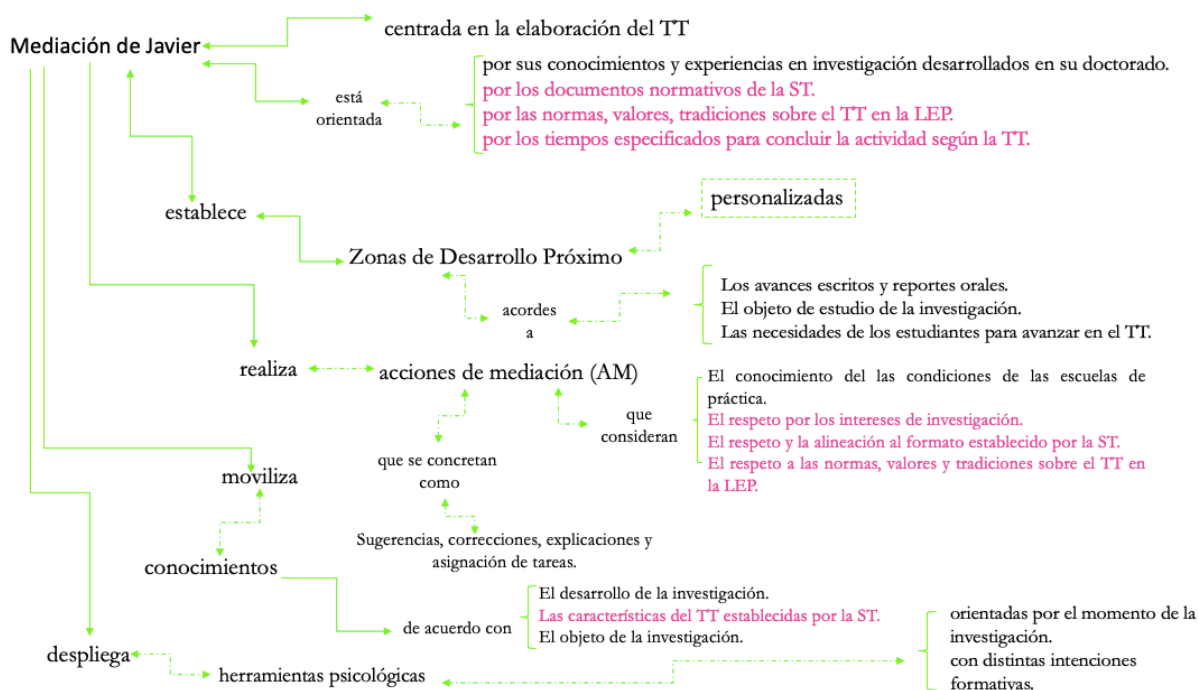 Mediación de Javier
centrada en la elaboración del TT
está
orientada
por sus conocimientos y experiencias en investigación desarrollados en su doctorado.
por los documentos normativos de la ST.
por las normas, valores, tradiciones sobre el TT en la LEP.
por los tiempos especificados para concluir la actividad según la TT.
establece
Zonas de Desarrollo Próximo
personalizadas
acordes
a
Los avances escritos y reportes orales.
El objeto de estudio de la investigación.
Las necesidades de los estudiantes para avanzar en el TT.
realiza
acciones de mediación (AM)
que
consideran
El conocimiento del las condiciones de las escuelas de
práctica.
El respeto por los intereses de investigación.
El respeto y la alineación al formato establecido por la ST.
El respeto a las normas, valores y tradiciones sobre el TT en
la LEP.
que se concretan
como
Sugerencias, correcciones, explicaciones y
asignación de tareas.
moviliza
conocimientos
de acuerdo con
El desarrollo de la investigación.
Las características del TT establecidas por la ST.
El objeto de la investigación.
despliega
herramientas psicológicas
orientadas por el momento de la
investigación.
con distintas intenciones
formativas.